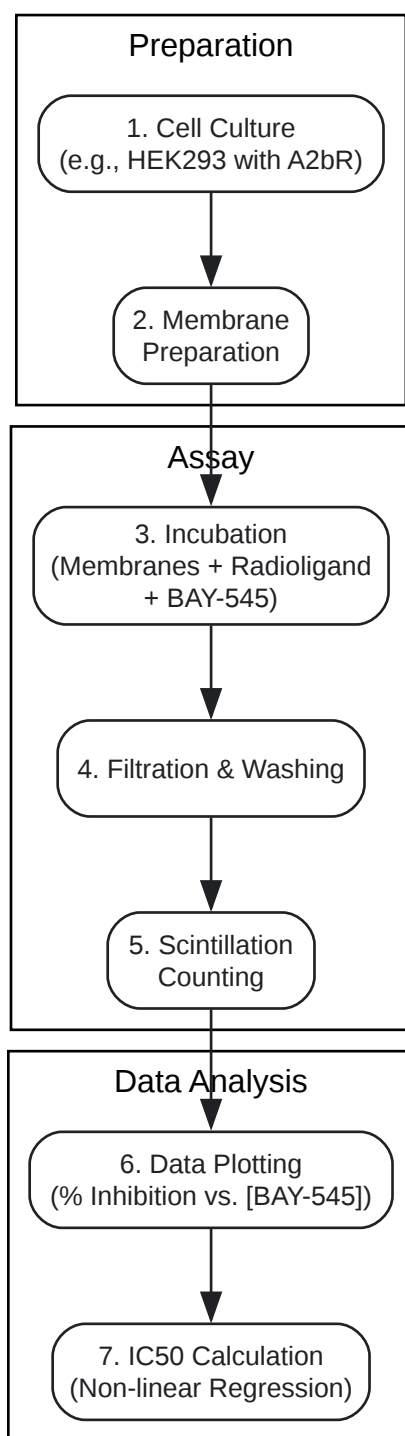 Preparation
1. Cell Culture
(e.g., HEK293 with A2bR)
2. Membrane
Preparation
Assay
3. Incubation
(Membranes + Radioligand
+ BAY-545)
4. Filtration & Washing
5. Scintillation
Counting
Data Analysis
6. Data Plotting
(% Inhibition vs. [BAY-545])
7. IC50 Calculation
(Non-linear Regression)